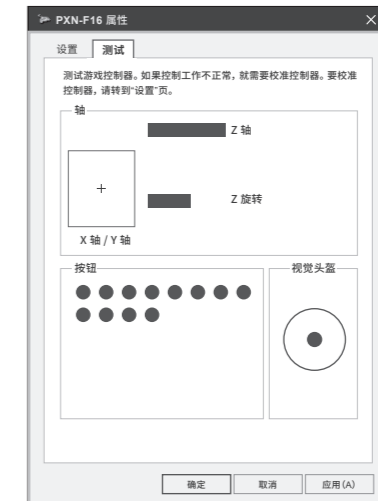 PXN-F16 属性
设置 测试
测试游戏控制器。如果控制工作不正常，就需要校准控制器。要校准
控制器，请转到“设置”页。
轴
Z 轴
Z 旋转
X 轴 / Y 轴
按钮 视觉头盔
确定 取消 应用(A)